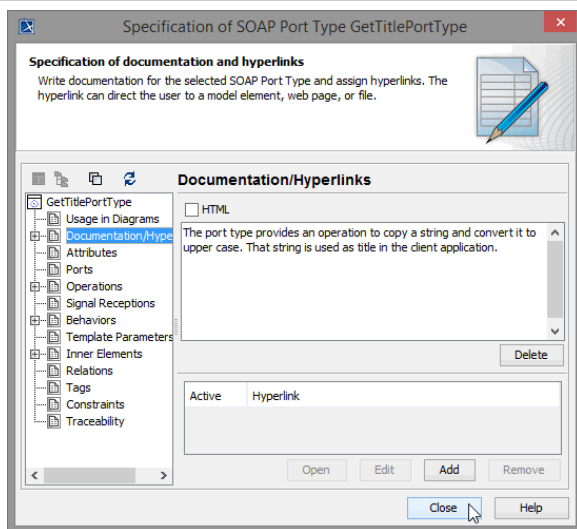 Specification of SOAP Port Type GetTitlePortType
Specification of documentation and hyperlinks
Write documentation for the selected SOAP Port Type and assign hyperlinks. The
hyperlink can direct the user to a model element, web page, or file.
Documentation/Hyperlinks
GetTitlePortType
Usage in Diagrams
Documentation/Hype
Attributes
Ports
Operations
Signal Receptions
Behaviors
Template Parameters
Inner Elements
Relations
Tags
Constraints
Traceability
HTML
The port type provides an operation to copy a string and convert it to
upper case. That string is used as title in the client application.
Delete
Active Hyperlink
Open Edit Add Remove
Close Help